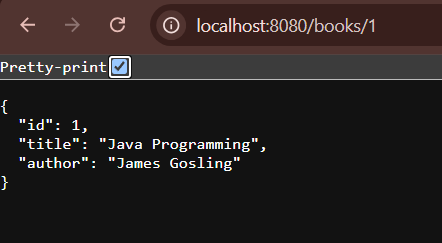 localhost:8080/books/1
Pretty-print
{
  "id": 1,
  "title": "Java Programming",
  "author": "James Gosling"
}